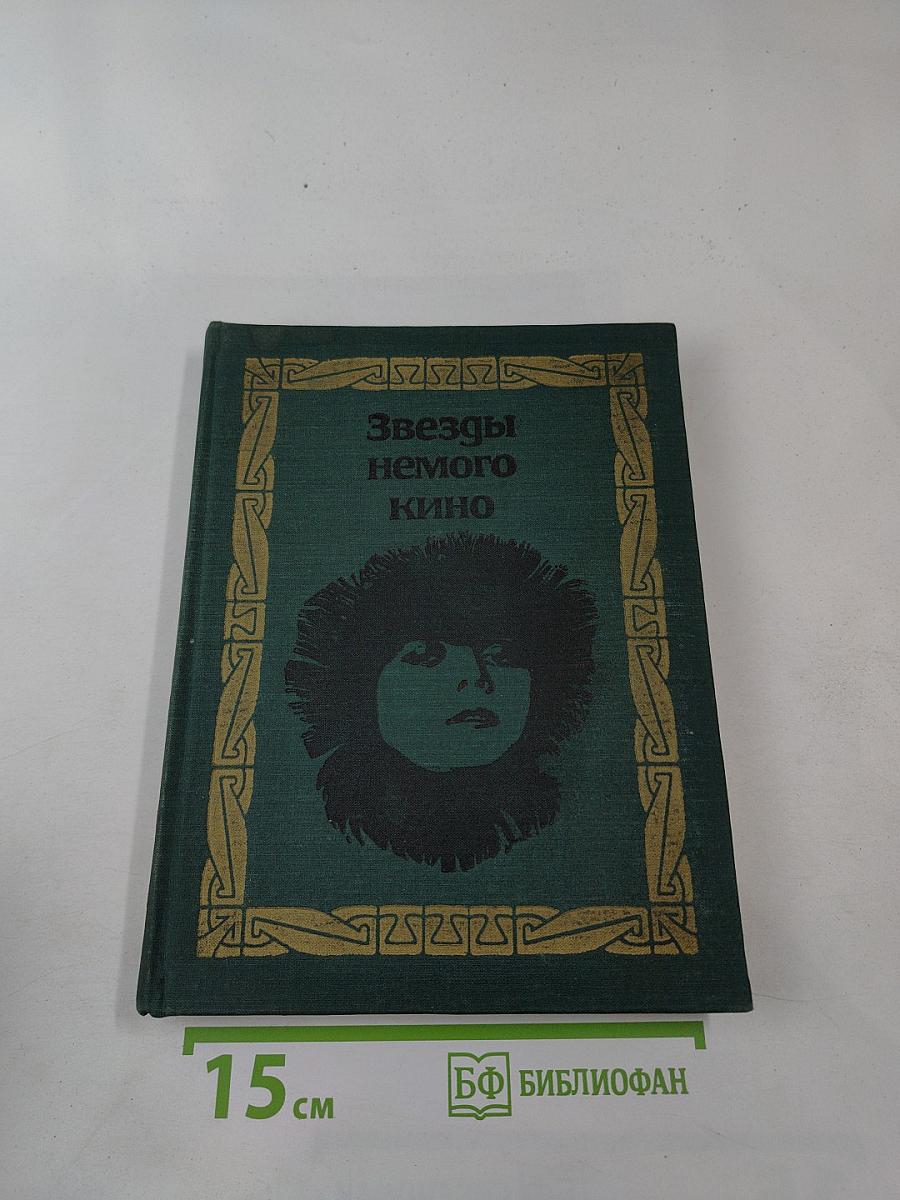 Звезды
немого
кино
15 см
БФ БИБЛИОФАН